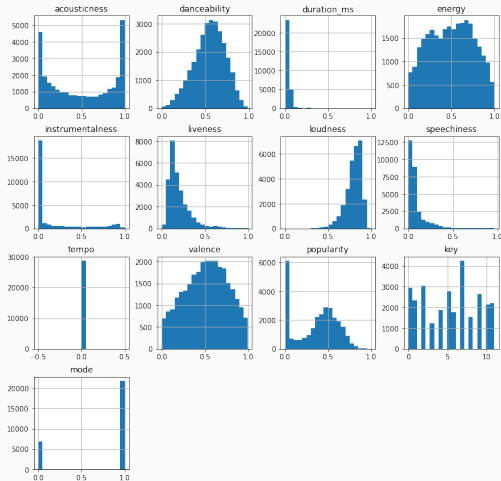 acousticness danceability duration_ms energy
5000 4000 3000 2000 1000 0
3000 2500 2000 1500 1000 500 0
20000 15000 10000 5000 0
1500 1000 500 0
0.0 0.5 1.0 0.0 0.5 1.0 0.0 0.5 1.0 0.0 0.5 1.0
instrumentalness liveness loudness speechiness
15000 10000 5000 0
8000 6000 4000 2000 0
6000 4000 2000 0
12500 10000 7500 5000 2500 0
0.0 0.5 1.0 0.0 0.5 1.0 0.0 0.5 1.0 0.0 0.5 1.0
tempo valence popularity key
30000 20000 10000 0
2000 1500 1000 500 0
6000 4000 2000 0
4000 3000 2000 1000 0
−0.5 0.0 0.5 0.0 0.5 1.0 0.0 0.5 1.0 0 5 10
mode
20000 15000 10000 5000 0
0.0 0.5 1.0